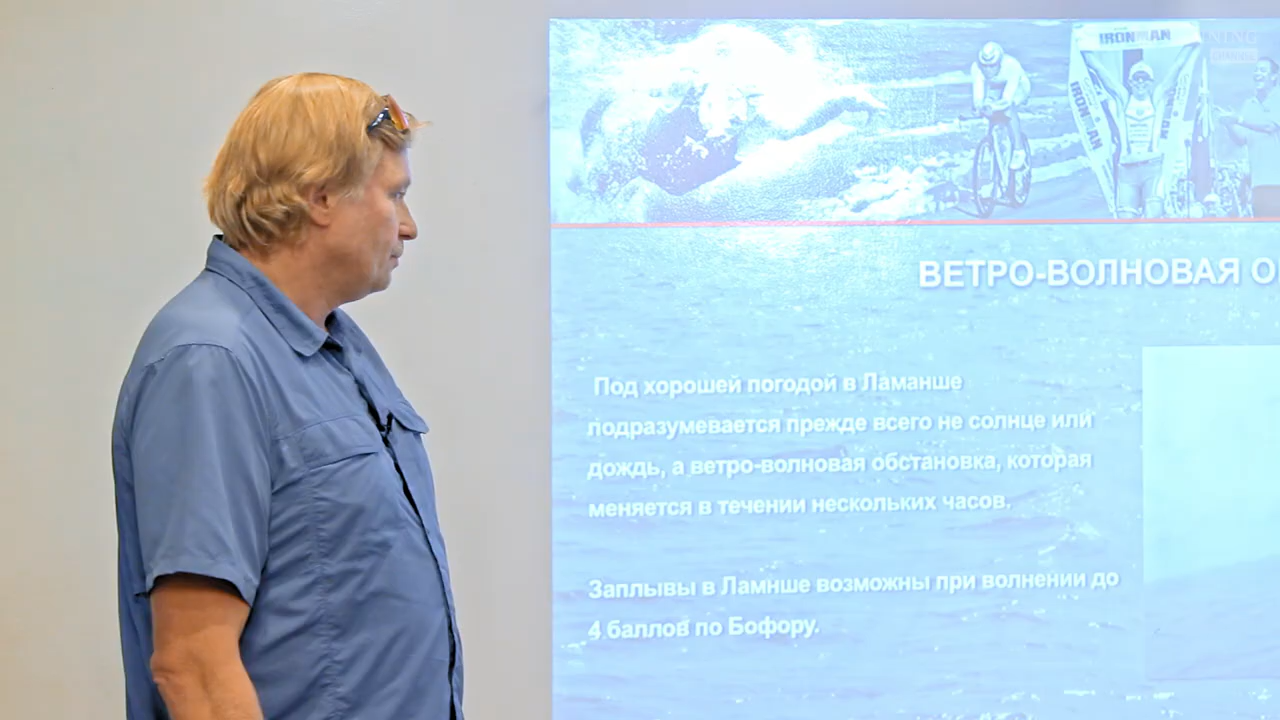 IRONMAN
NING
IRONMAN
ВЕТРО-ВОЛНОВАЯ О
Под хорошей погодой в Ламанше
подразумевается прежде всего не солнце или
дождь, а ветро-волновая обстановка, которая
меняется в течении нескольких часов.
Заплывы в Ламнше возможны при волнении до
4 баллов по Бофору.